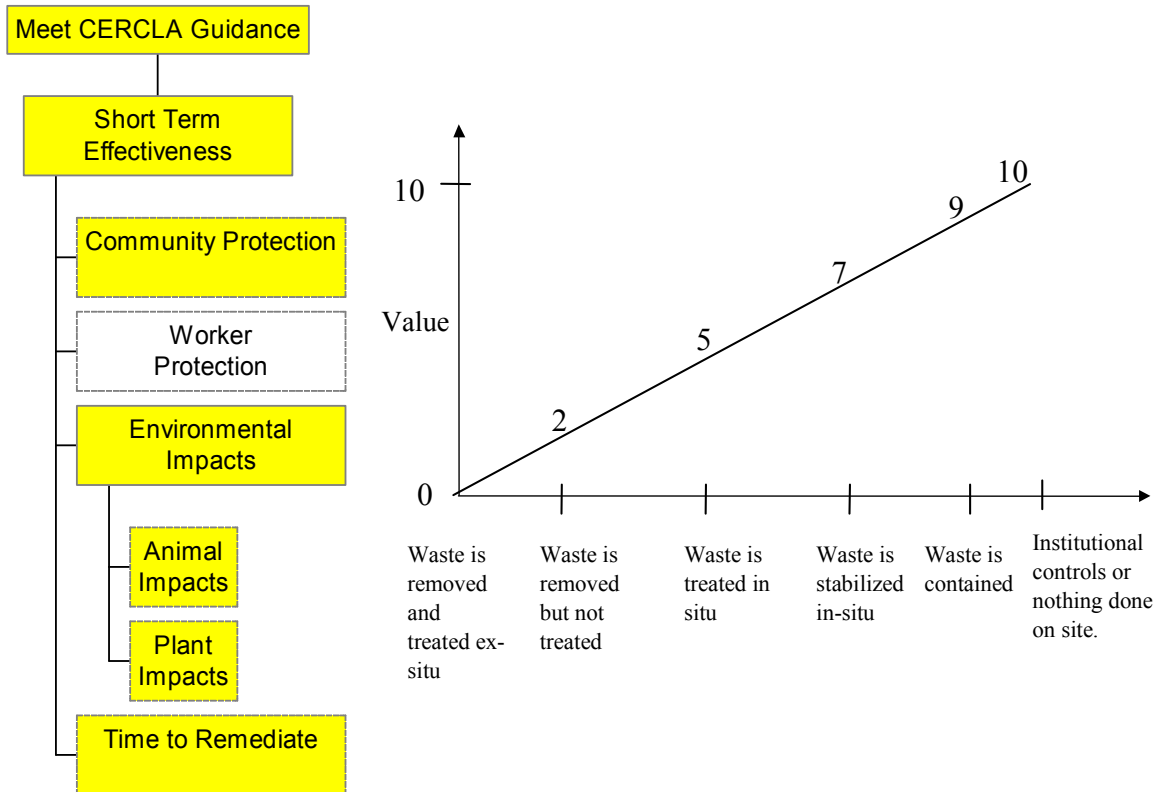 Meet CERCLA Guidance
Short Term
Effectiveness
Community Protection
Worker
Protection
Environmental
Impacts
Animal
Impacts
Plant
Impacts
Time to Remediate
10
Value
0
2
5
7
9
10
Waste is
removed
and
treated ex-
situ
Waste is
removed
but not
treated
Waste is
treated in
situ
Waste is
stabilized
in-situ
Waste is
contained
Institutional
controls or
nothing done
on site.